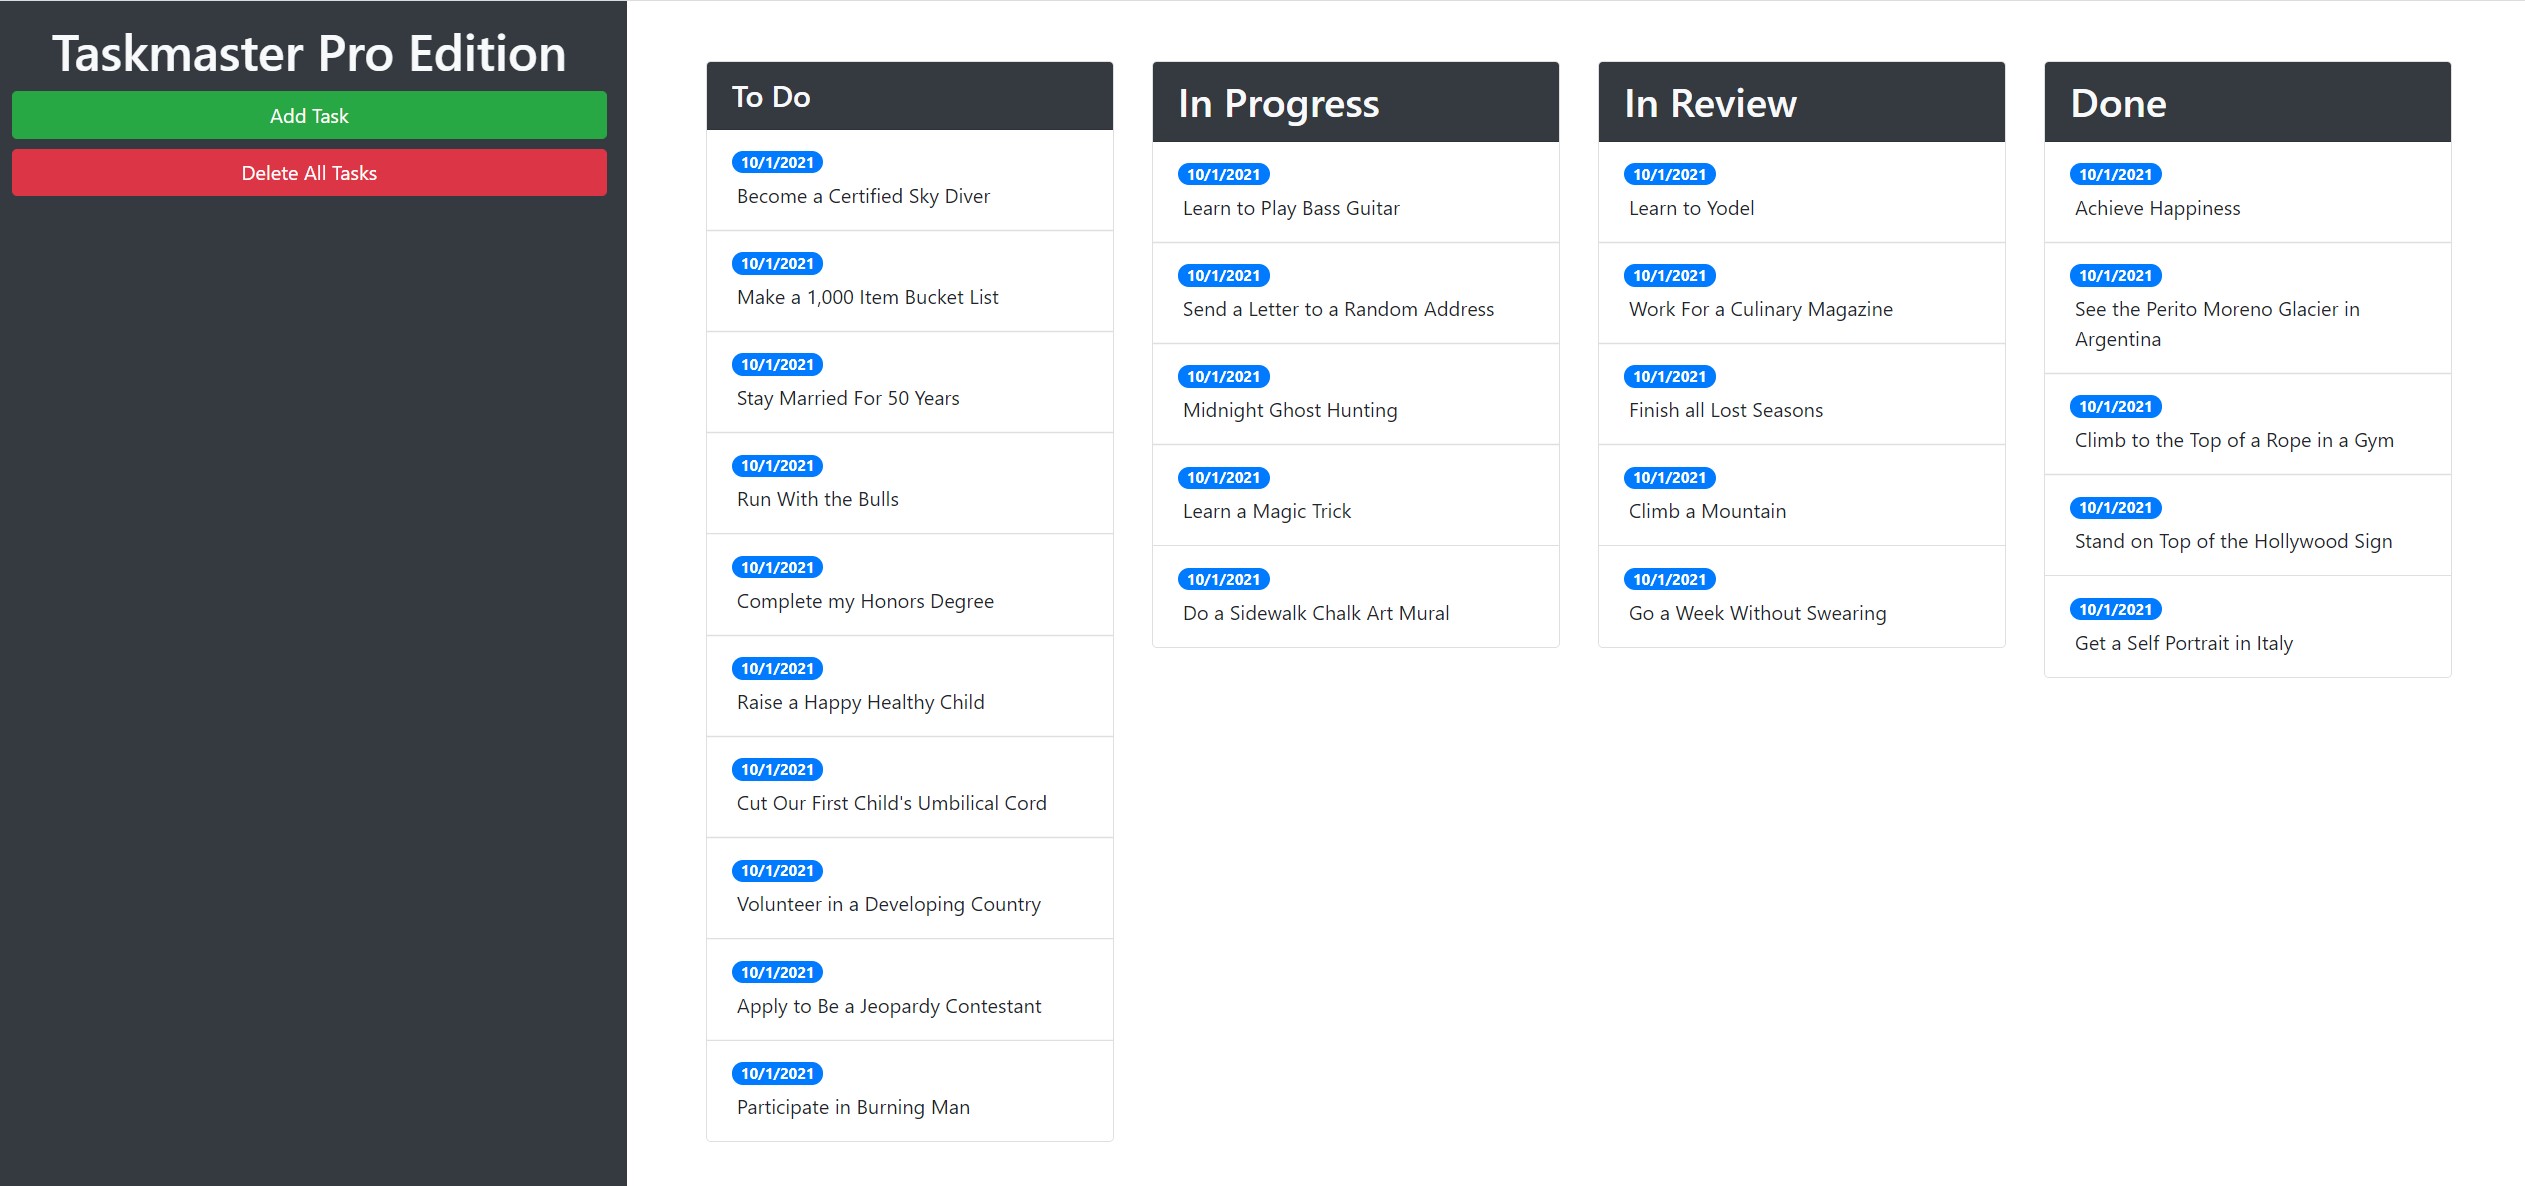 Taskmaster Pro Edition
Add Task
Delete All Tasks
To Do
10/1/2021
Become a Certified Sky Diver
10/1/2021
Make a 1,000 Item Bucket List
10/1/2021
Stay Married For 50 Years
10/1/2021
Run With the Bulls
10/1/2021
Complete my Honors Degree
10/1/2021
Raise a Happy Healthy Child
10/1/2021
Cut Our First Child's Umbilical Cord
10/1/2021
Volunteer in a Developing Country
10/1/2021
Apply to Be a Jeopardy Contestant
10/1/2021
Participate in Burning Man
In Progress
10/1/2021
Learn to Play Bass Guitar
10/1/2021
Send a Letter to a Random Address
10/1/2021
Midnight Ghost Hunting
10/1/2021
Learn a Magic Trick
10/1/2021
Do a Sidewalk Chalk Art Mural
In Review
10/1/2021
Learn to Yodel
10/1/2021
Work For a Culinary Magazine
10/1/2021
Finish all Lost Seasons
10/1/2021
Climb a Mountain
10/1/2021
Go a Week Without Swearing
Done
10/1/2021
Achieve Happiness
10/1/2021
See the Perito Moreno Glacier in
Argentina
10/1/2021
Climb to the Top of a Rope in a Gym
10/1/2021
Stand on Top of the Hollywood Sign
10/1/2021
Get a Self Portrait in Italy